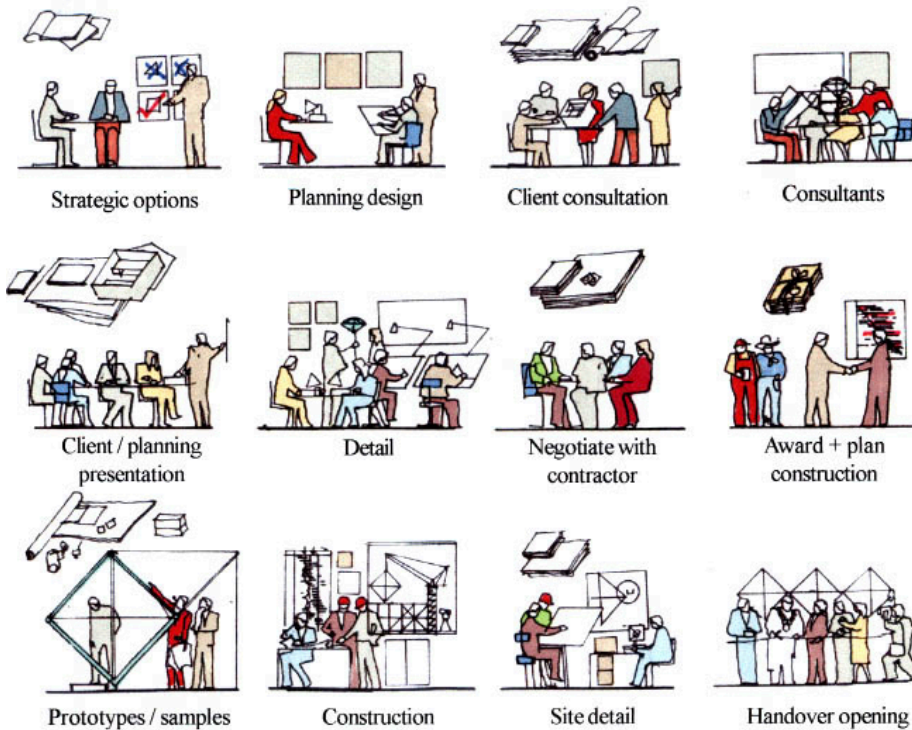 Strategic options
Planning design
Client consultation
Consultants
Client / planning
presentation
Detail
Negotiate with
contractor
Award + plan
construction
Prototypes / samples
Construction
Site detail
Handover opening